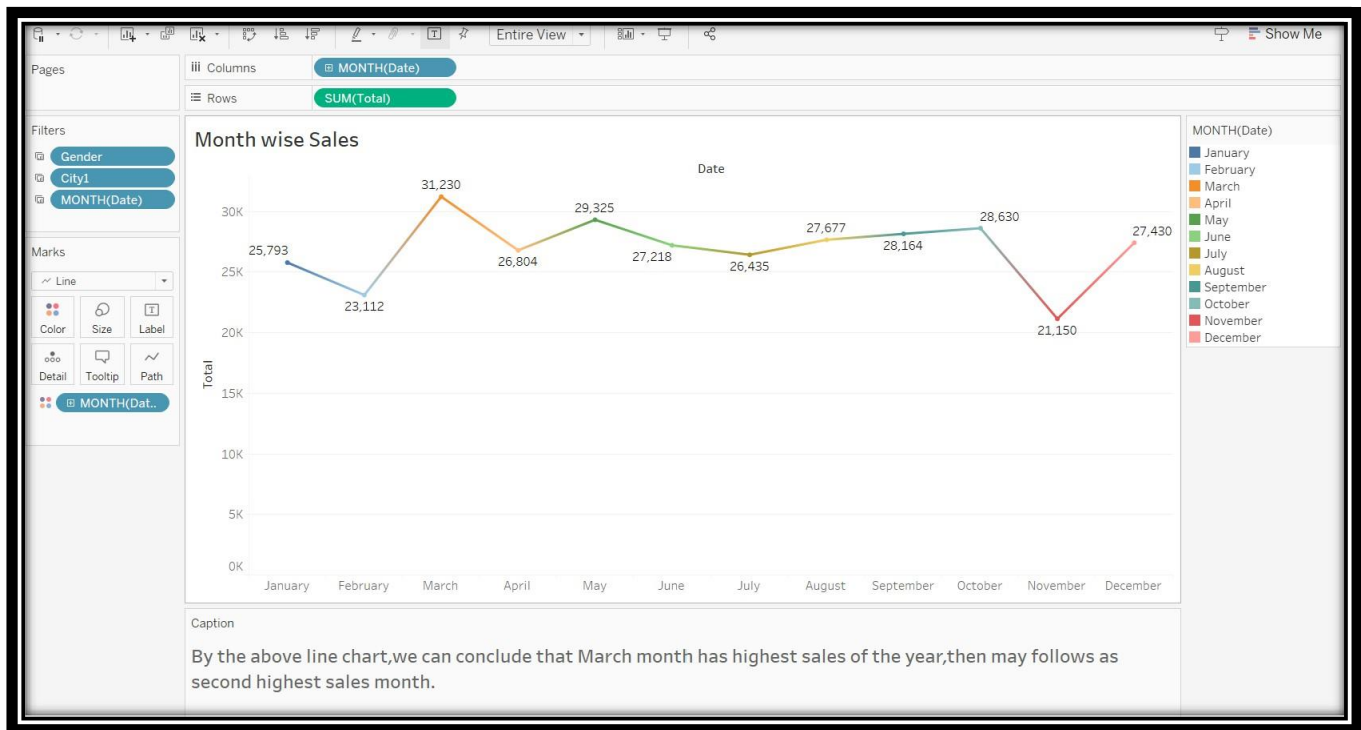 Entire View
Show Me
Pages
iii Columns
MONTH(Date)
Rows
SUM(Total)
Filters
Gender
City1
MONTH(Date)
Marks
Line
Color
Size
Label
Detail
Tooltip
Path
MONTH(Dat..
Month wise Sales
Date
31,230
29,325
28,630
27,677
27,430
25,793
28,164
26,804
27,218
26,435
23,112
21,150
30K
25K
20K
15K
10K
5K
0K
Total
January February March April May June July August September October November December
MONTH(Date)
January
February
March
April
May
June
July
August
September
October
November
December
Caption
By the above line chart,we can conclude that March month has highest sales of the year,then may follows as
second highest sales month.